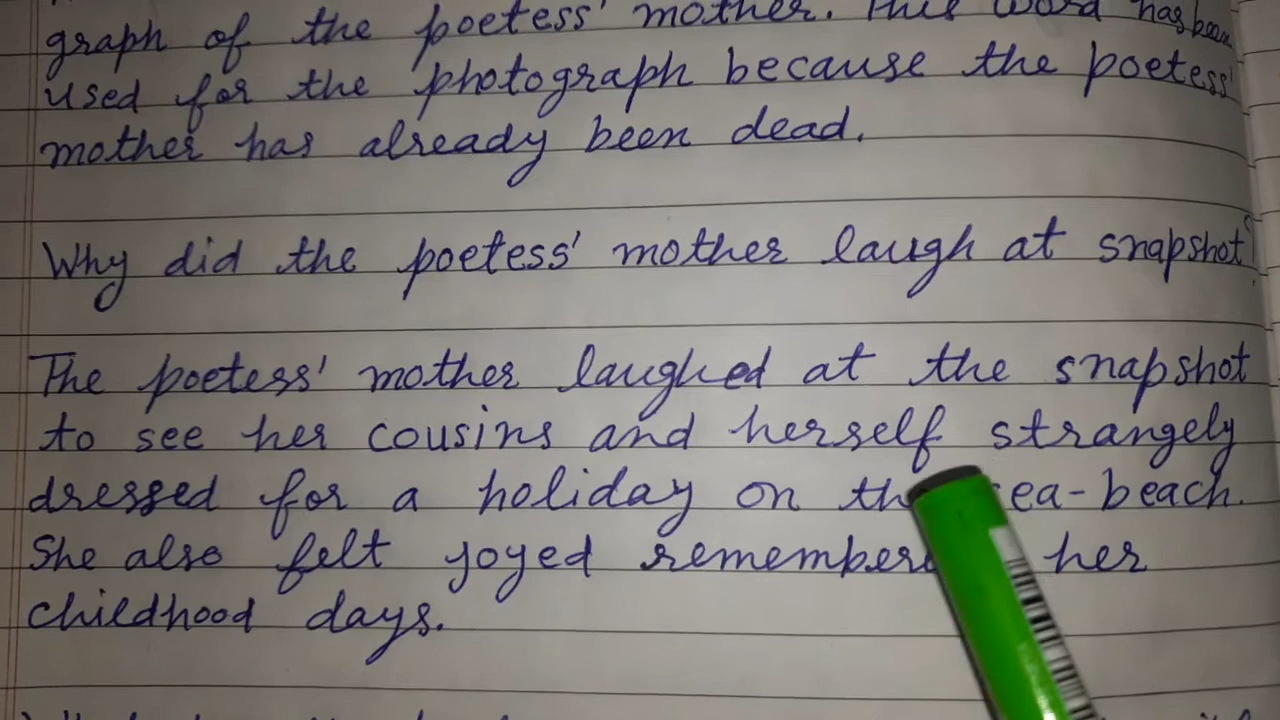 graph of the poetess' mother. This word has been
used for the photograph because the poetess'
mother has already been dead.
Why did the poetess' mother laugh at snapshot?
The poetess' mother laughed at the snapshot
to see her cousins and herself strangely
dressed for a holiday on ea-beach.
She also felt joyed her
childhood days.